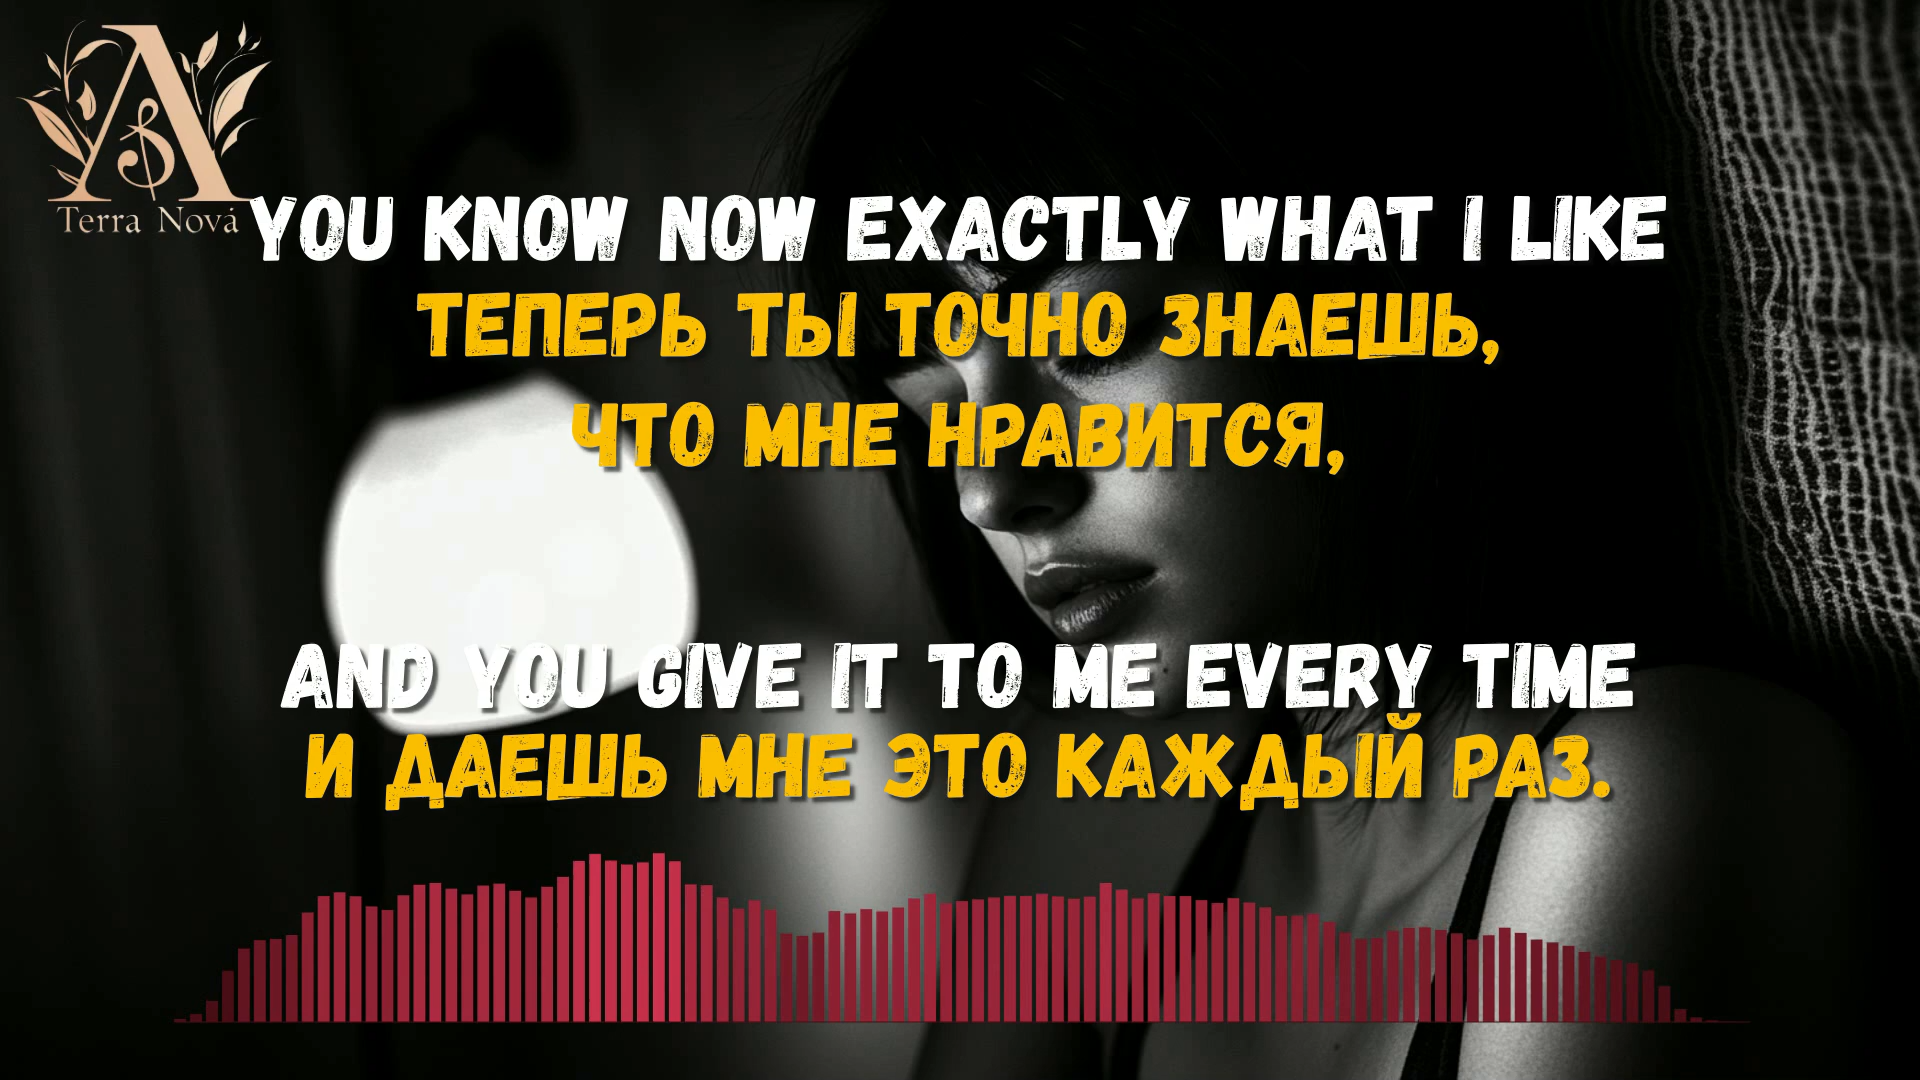 A
Terra Nova
YOU KNOW NOW EXACTLY WHAT I LIKE
ТЕПЕРЬ ТЫ ТОЧНО ЗНАЕШЬ,
ЧТО МНЕ НРАВИТСЯ,
AND YOU GIVE IT TO ME EVERY TIME
И ДАЕШЬ МНЕ ЭТО КАЖДЫЙ РАЗ.